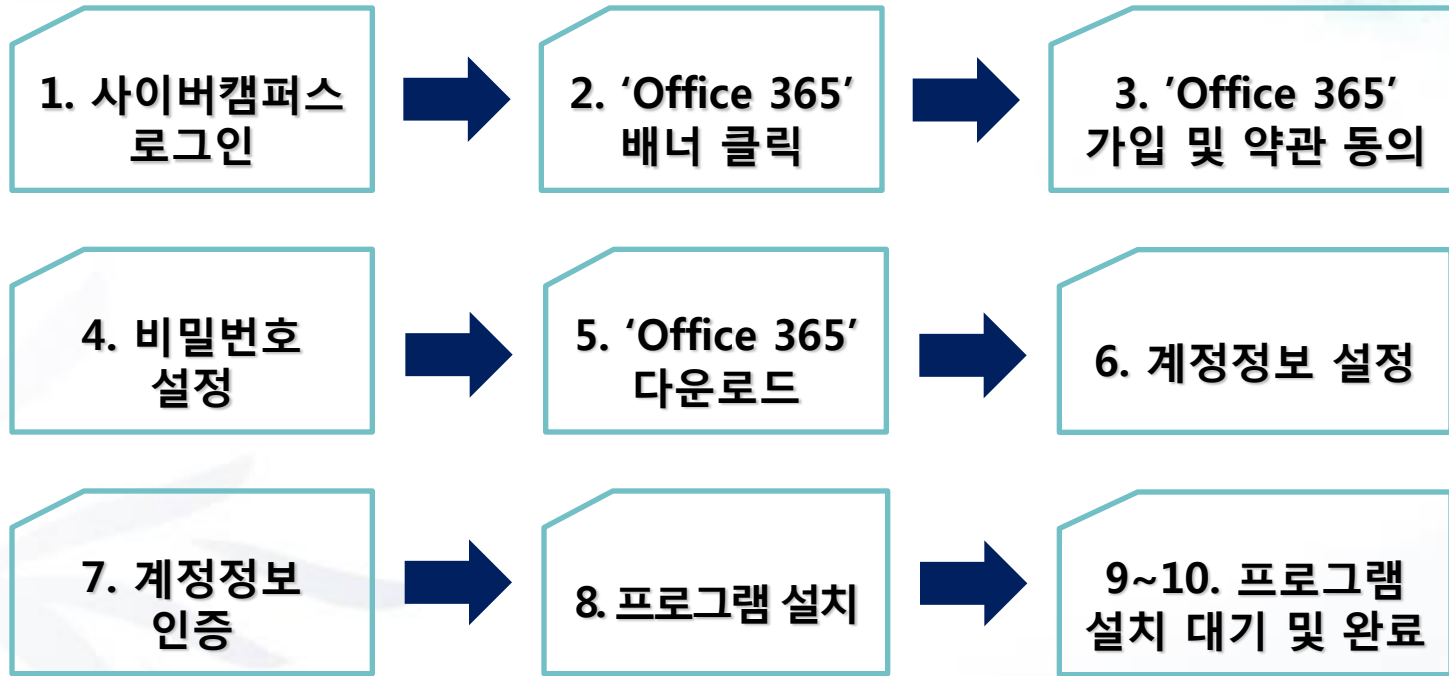 1. 사이버캠퍼스
로그인
2. ‘Office 365’
배너 클릭
3. ’Office 365’
가입 및 약관 동의
4. 비밀번호
설정
5. ‘Office 365’
다운로드
6. 계정정보 설정
7. 계정정보
인증
8. 프로그램 설치
9~10. 프로그램
설치 대기 및 완료